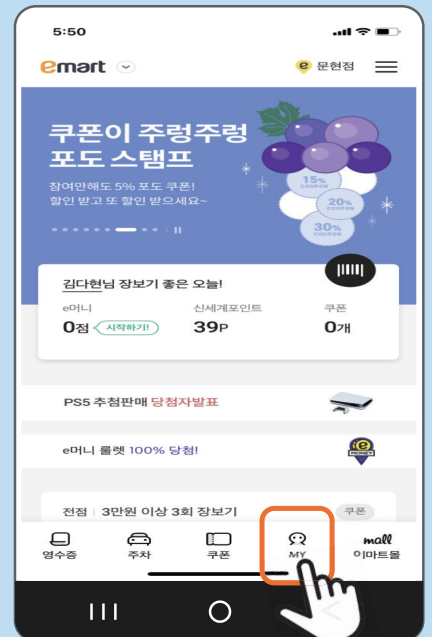 5:50
emart
문현점
쿠폰이 주렁주렁
포도 스탬프
참여만해도 5% 포도 쿠폰!
할인 받고 또 할인 받으세요~
15%
COUPON
20%
COUPON
30%
COUPON
김다현님 장보기 좋은 오늘!
e머니 신세계포인트 쿠폰
0점 시작하기! 39P 0개
PS5 추첨판매 당첨자발표
e머니 룰렛 100% 당첨!
e
MONEY
전점 | 3만원 이상 3회 장보기 쿠폰
mall
영수증 주차 쿠폰 MY 이마트몰